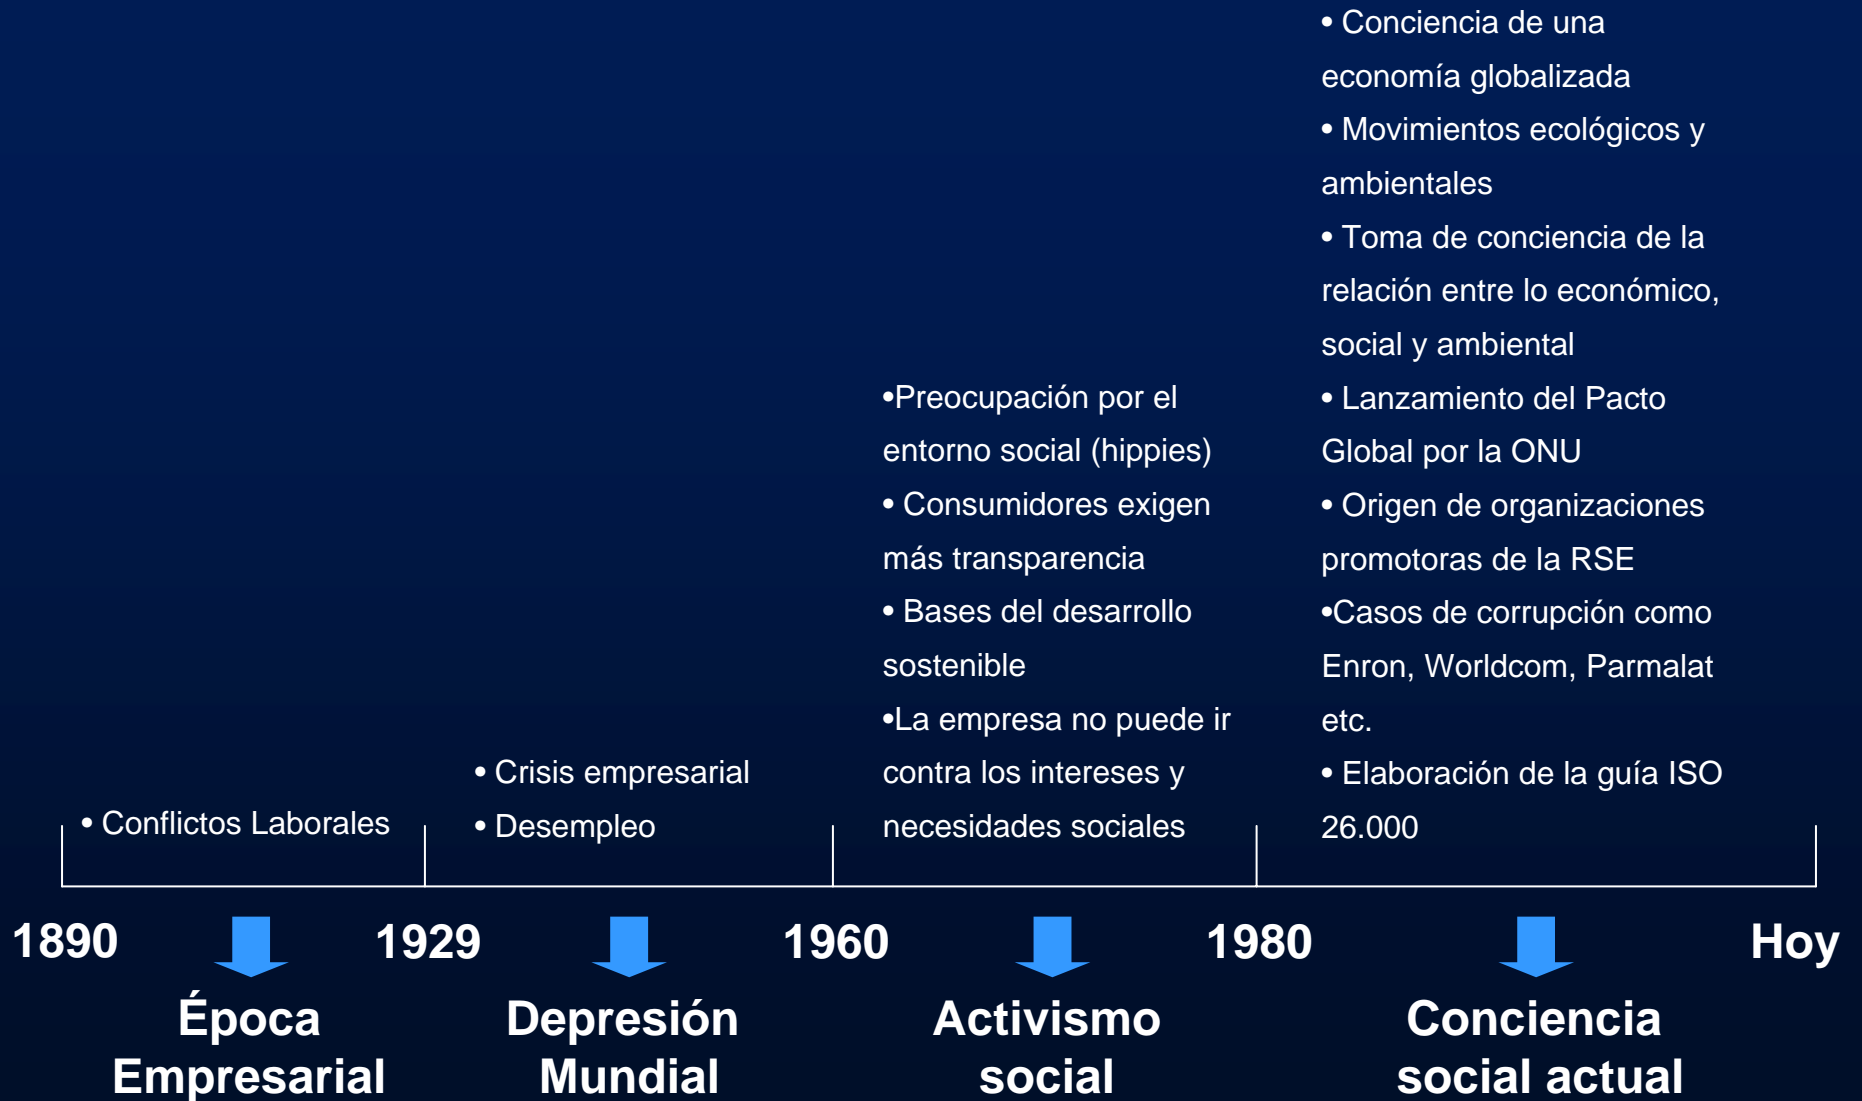 • Conflictos Laborales
• Crisis empresarial
• Desempleo
•Preocupación por el
entorno social (hippies)
• Consumidores exigen
más transparencia
• Bases del desarrollo
sostenible
•La empresa no puede ir
contra los intereses y
necesidades sociales
• Conciencia de una
economía globalizada
• Movimientos ecológicos y
ambientales
• Toma de conciencia de la
relación entre lo económico,
social y ambiental
• Lanzamiento del Pacto
Global por la ONU
• Origen de organizaciones
promotoras de la RSE
•Casos de corrupción como
Enron, Worldcom, Parmalat
etc.
• Elaboración de la guía ISO
26.000
1890 1929 1960 1980 Hoy
Época
Empresarial
Depresión
Mundial
Activismo
social
Conciencia
social actual